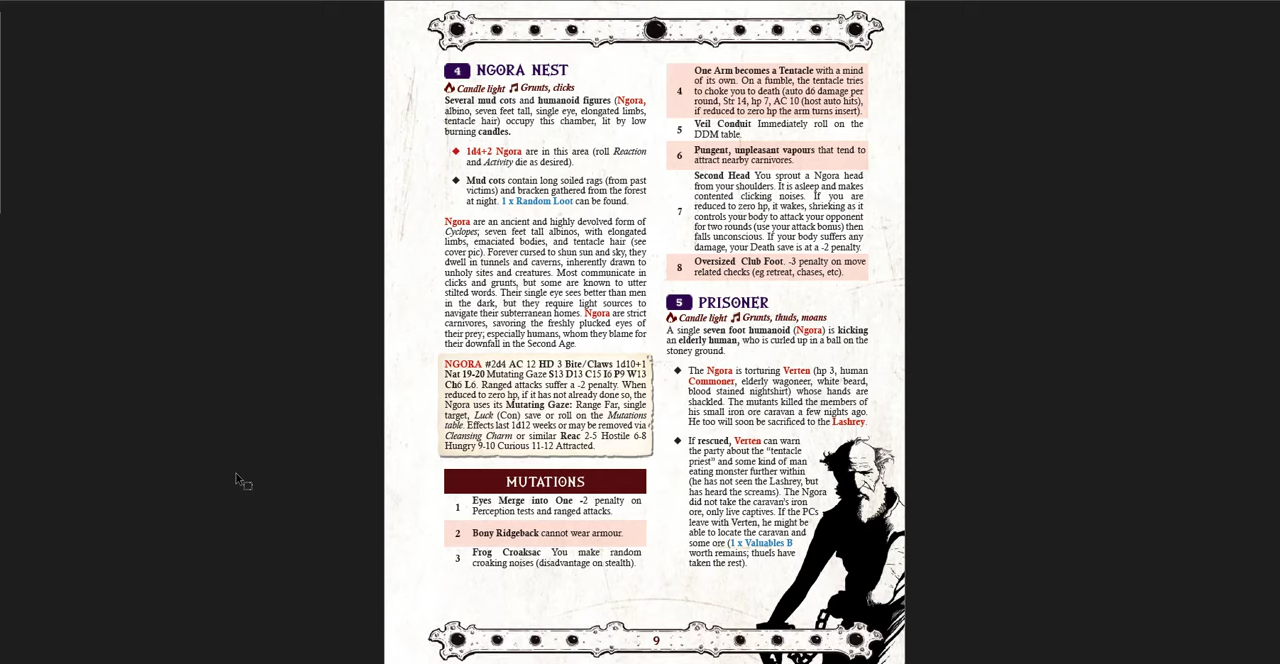 4 NGORA NEST
Candle light Grunts, clicks
Several mud cots and humanoid figures (Ngora,
albino, seven feet tall, single eye, elongated limbs,
tentacle hair) occupy this chamber, lit by low
burning candles.
1d4+2 Ngora are in this area (roll Reaction
and Activity die as desired).
Mud cots contain long soiled rags (from past
victims) and bracken gathered from the forest
at night. 1 x Random Loot can be found.
Ngora are an ancient and highly devolved form of
Cyclopes; seven feet tall albinos, with elongated
limbs, emaciated bodies, and tentacle hair (see
cover pic). Forever cursed to shun sun and sky, they
dwell in tunnels and caverns, inherently drawn to
unholy sites and creatures. Most communicate in
clicks and grunts, but some are known to utter
stilted words. Their single eye sees better than men
in the dark, but they require light sources to
navigate their subterranean homes. Ngora are strict
carnivores, savoring the freshly plucked eyes of
their prey; especially humans, whom they blame for
their downfall in the Second Age.
NGORA #2d4 AC 12 HD 3 Bite/Claws 1d10+1
Nat 19-20 Mutating Gaze S13 D13 C15 I6 P9 W13
Ch6 L6. Ranged attacks suffer a -2 penalty. When
reduced to zero hp, if it has not already done so, the
Ngora uses its Mutating Gaze: Range Far, single
target, Luck (Con) save or roll on the Mutations
table. Effects last 1d12 weeks or may be removed via
Cleansing Charm or similar Reac 2-5 Hostile 6-8
Hungry 9-10 Curious 11-12 Attracted.
MUTATIONS
1 Eyes Merge into One -2 penalty on
Perception tests and ranged attacks.
2 Bony Ridgeback cannot wear armour.
3 Frog Croaksac You make random
croaking noises (disadvantage on stealth).
One Arm becomes a Tentacle with a mind
of its own. On a fumble, the tentacle tries
4 to choke you to death (auto d6 damage per
round, Str 14, hp 7, AC 10 (host auto hits),
if reduced to zero hp the arm turns insert).
5 Veil Conduit Immediately roll on the
DDM table.
6 Pungent, unpleasant vapours that tend to
attract nearby carnivores.
Second Head You sprout a Ngora head
from your shoulders. It is asleep and makes
contented clicking noises. If you are
7 reduced to zero hp, it wakes, shrieking as it
controls your body to attack your opponent
for two rounds (use your attack bonus) then
falls unconscious. If your body suffers any
damage, your Death save is at a -2 penalty.
8 Oversized Club Foot. -3 penalty on move
related checks (eg retreat, chases, etc).
5 PRISONER
Candle light Grunts, thuds, moans
A single seven foot humanoid (Ngora) is kicking
an elderly human, who is curled up in a ball on the
stoney ground.
The Ngora is torturing Verten (hp 3, human
Commoner, elderly wagoneer, white beard,
blood stained nightshirt) whose hands are
shackled. The mutants killed the members of
his small iron ore caravan a few nights ago.
He too will soon be sacrificed to the Lashrey.
If rescued, Verten can warn
the party about the "tentacle
priest" and some kind of man
eating monster further within
(he has not seen the Lashrey, but
has heard the screams). The Ngora
did not take the caravan's iron
ore, only live captives. If the PCs
leave with Verten, he might be
able to locate the caravan and
some ore (1 x Valuables B
worth remains; thuels have
taken the rest).
9